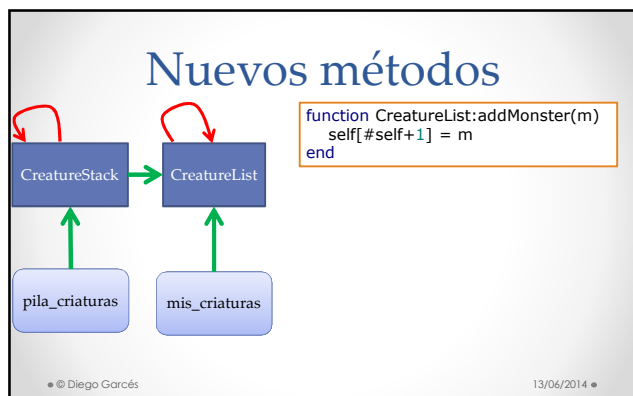 Nuevos métodos
function CreatureList:addMonster(m)
self[#self+1] = m
end
CreatureStack
CreatureList
pila_criaturas
mis_criaturas
© Diego Garcés
13/06/2014